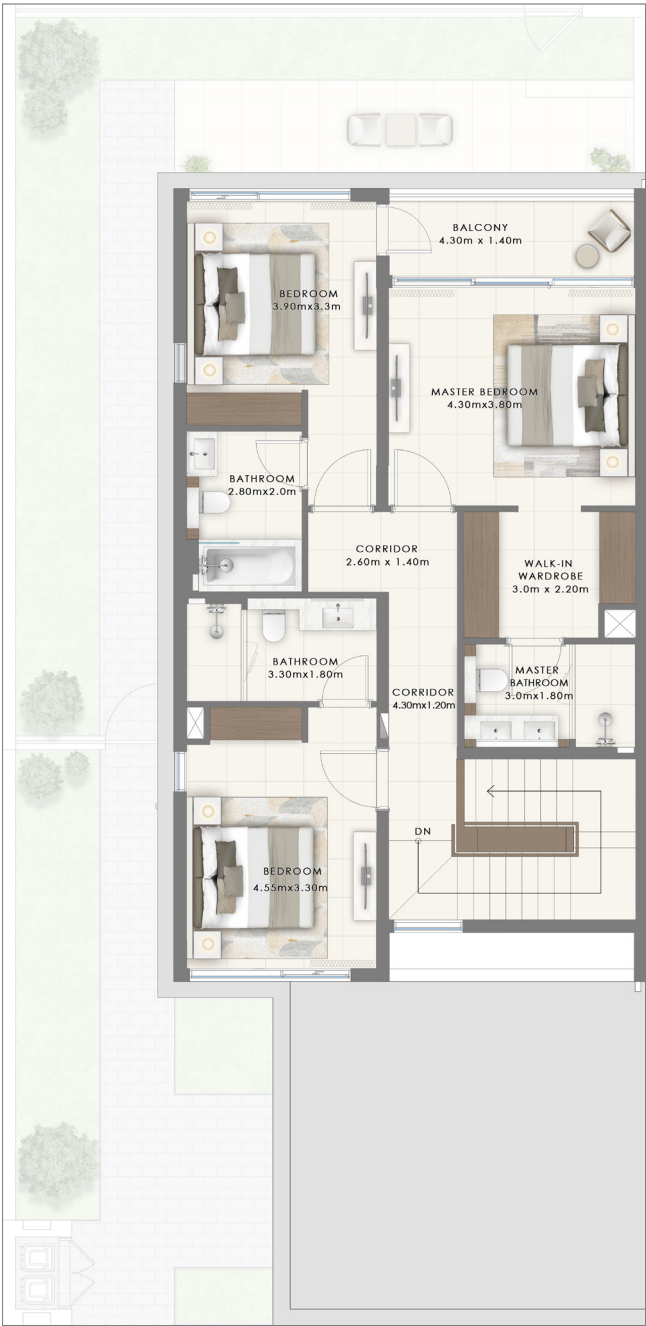 BALCONY
4.30m x 1.40m
BEDROOM
3.90mx3.3m
MASTER BEDROOM
4.30mx3.80m
BATHROOM
2.80mx2.0m
CORRIDOR
2.60m x 1.40m
WALK-IN
WARDROBE
3.0m x 2.20m
BATHROOM
3.30mx1.80m
MASTER
BATHROOM
3.0mx1.80m
CORRIDOR
4.30mx1.20m
DN
BEDROOM
4.55mx3.30m